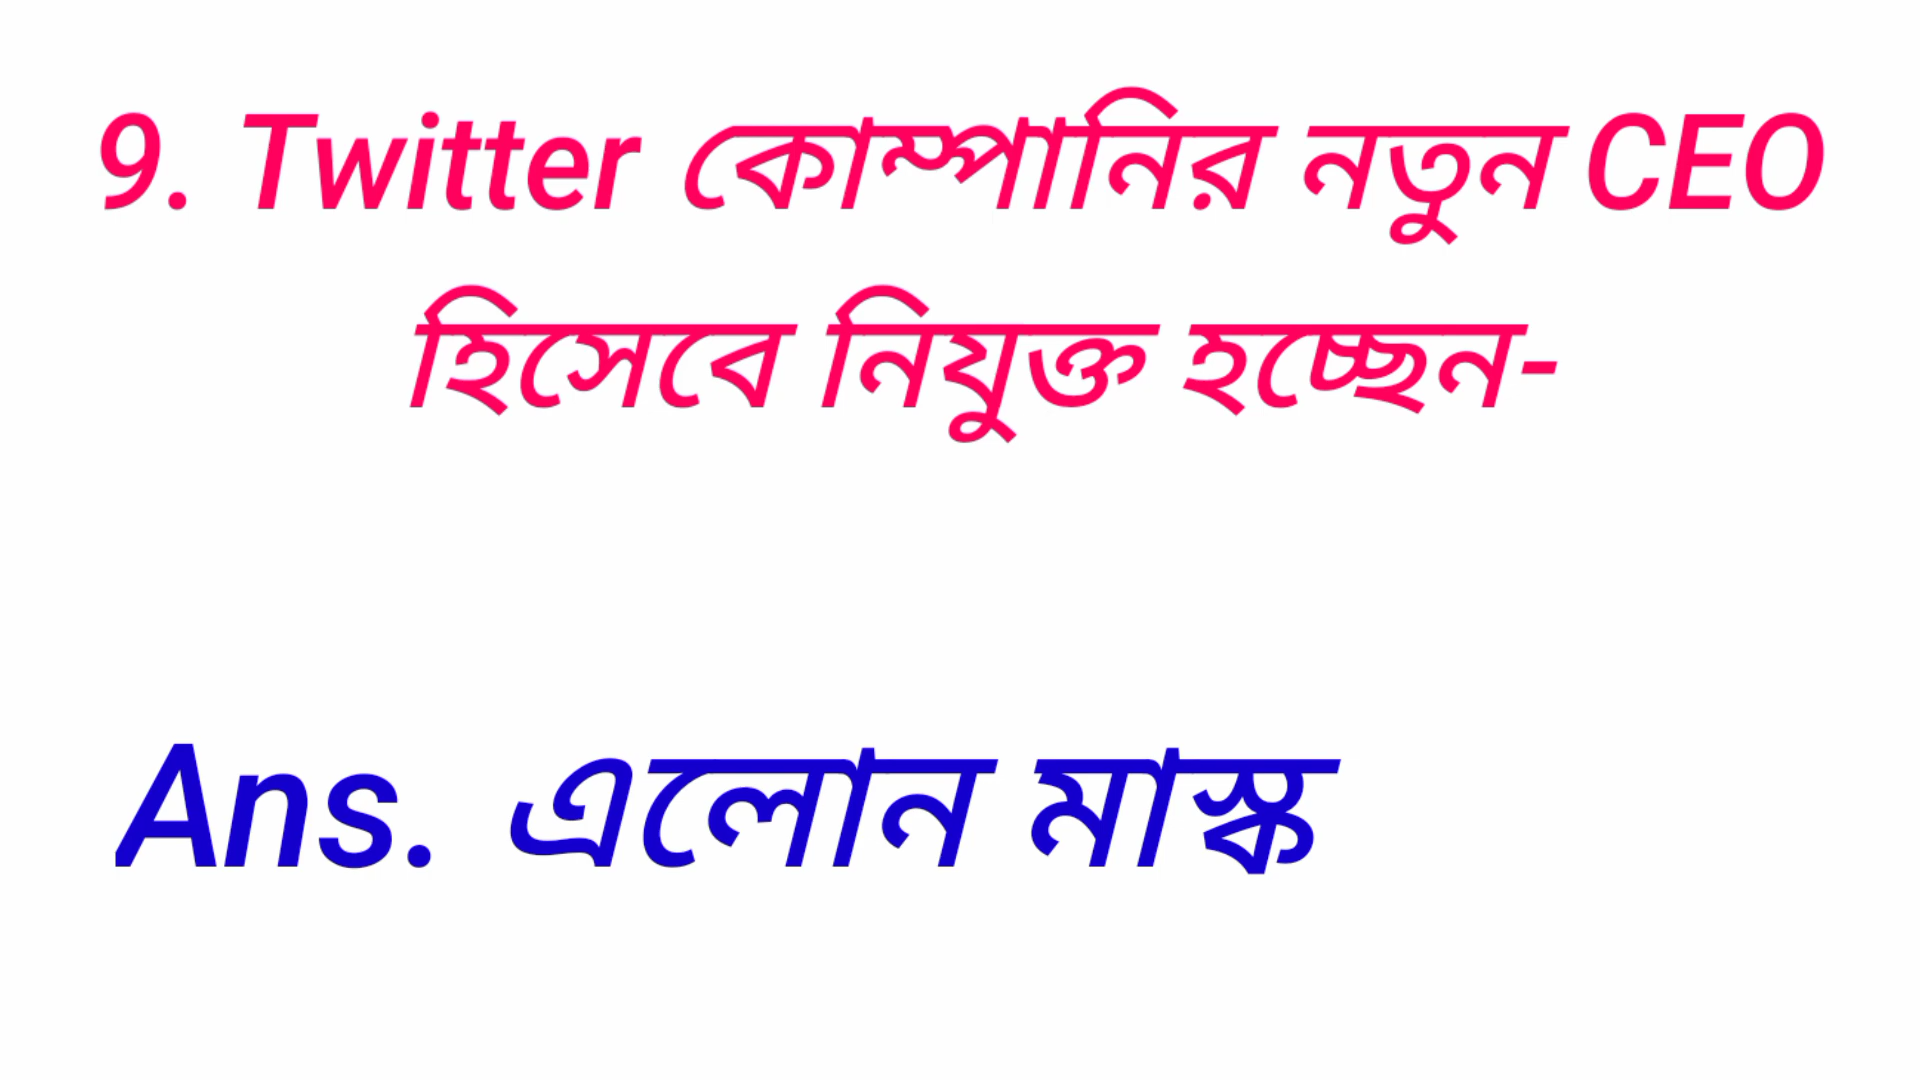 9. Twitter কোম্পানির নতুন CEO
হিসেবে নিযুক্ত হচ্ছেন-
Ans. এলোন মাস্ক